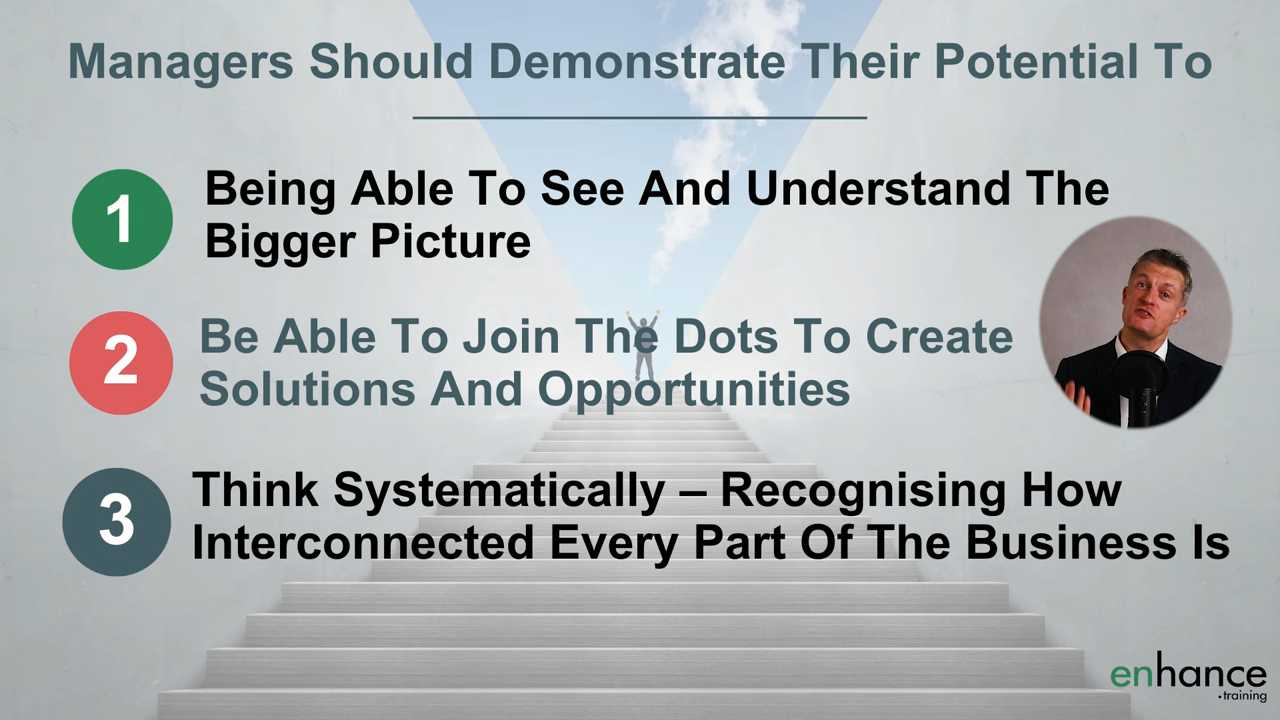 Managers Should Demonstrate Their Potential To
1
Being Able To See And Understand The
Bigger Picture
2
Be Able To Join The Dots To Create
Solutions And Opportunities
3
Think Systematically – Recognising How
Interconnected Every Part Of The Business Is
enhance
.training